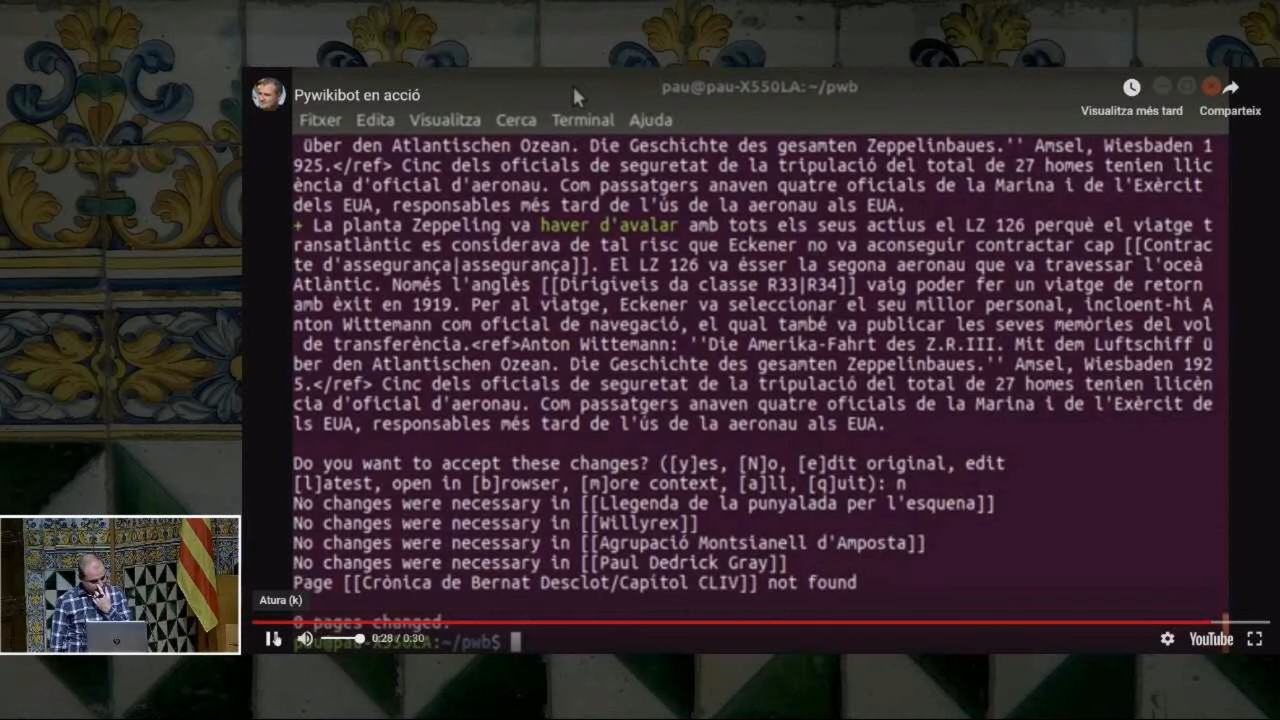 pau@pau-X550LA: ~/pwb
Pywikibot en acció
Visualitza més tard
Comparteix
Fitxer Edita Visualitza Cerca Terminal Ajuda
über den Atlantischen Ozean. Die Geschichte des gesamten Zeppelinbaues.'' Amsel, Wiesbaden 1
925.</ref> Cinc dels oficials de seguretat de la tripulació del total de 27 homes tenien llic
ència d'oficial d'aeronau. Com passatgers anaven quatre oficials de la Marina i de l'Exèrcit
dels EUA, responsables més tard de l'ús de la aeronau als EUA.
+ La planta Zeppeling va haver d'avalar amb tots els seus actius el LZ 126 perquè el viatge t
ransatlàntic es considerava de tal risc que Eckener no va aconseguir contractar cap [[Contrac
te d'assegurança|assegurança]]. El LZ 126 va ésser la segona aeronau que va travessar l'oceà
Atlàntic. Només l'anglès [[Dirigiveis da classe R33|R34]] vaig poder fer un viatge de retorn
amb èxit en 1919. Per al viatge, Eckener va seleccionar el seu millor personal, incloent-hi A
nton Wittemann com oficial de navegació, el qual també va publicar les seves memòries del vol
de transferència.<ref>Anton Wittemann: ''Die Amerika-Fahrt des Z.R.III. Mit dem Luftschiff ü
ber den Atlantischen Ozean. Die Geschichte des gesamten Zeppelinbaues.'' Amsel, Wiesbaden 192
5.</ref> Cinc dels oficials de seguretat de la tripulació del total de 27 homes tenien llicèn
cia d'oficial d'aeronau. Com passatgers anaven quatre oficials de la Marina i de l'Exèrcit de
ls EUA, responsables més tard de l'ús de la aeronau als EUA.
Do you want to accept these changes? ([y]es, [N]o, [e]dit original, edit
[l]atest, open in [b]rowser, [m]ore context, [a]ll, [q]uit): n
No changes were necessary in [[Llegenda de la punyalada per l'esquena]]
No changes were necessary in [[Willyrex]]
No changes were necessary in [[Agrupació Montsianell d'Amposta]]
No changes were necessary in [[Paul Dedrick Gray]]
Page [[Crònica de Bernat Desclot/Capítol CLIV]] not found
Atura (k)
0 pages changed.
pau@pau-X550LA:~/pwb$
0:28 / 0:30
YouTube